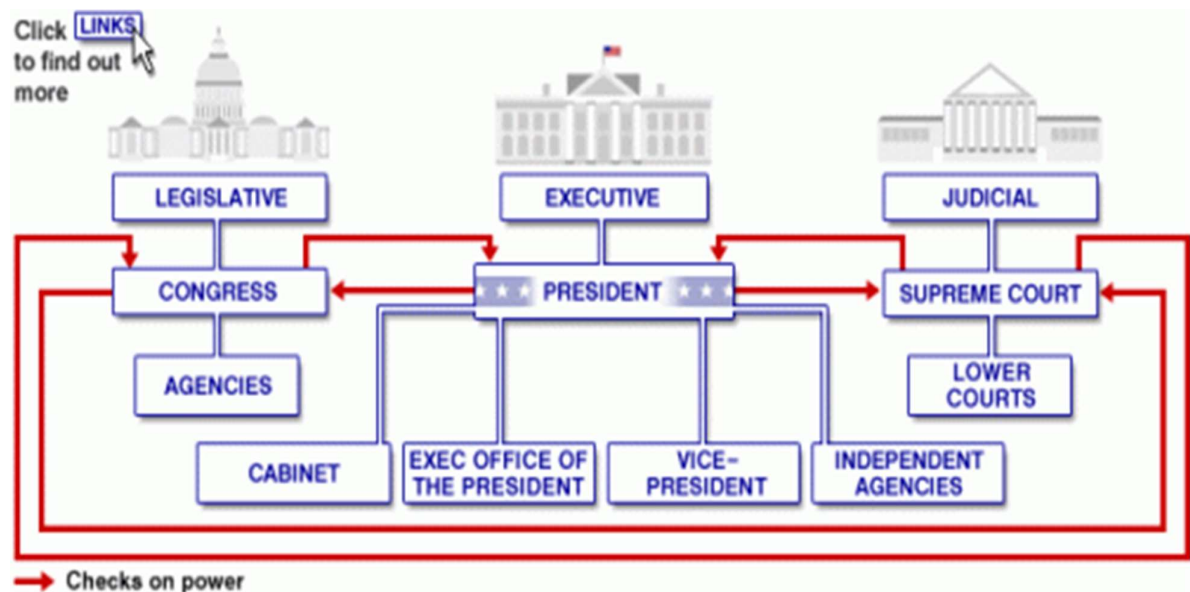 Click LINKS
to find out
more
LEGISLATIVE
EXECUTIVE
JUDICIAL
CONGRESS
PRESIDENT
SUPREME COURT
AGENCIES
LOWER
COURTS
CABINET
EXEC OFFICE OF
THE PRESIDENT
VICE-
PRESIDENT
INDEPENDENT
AGENCIES
Checks on power